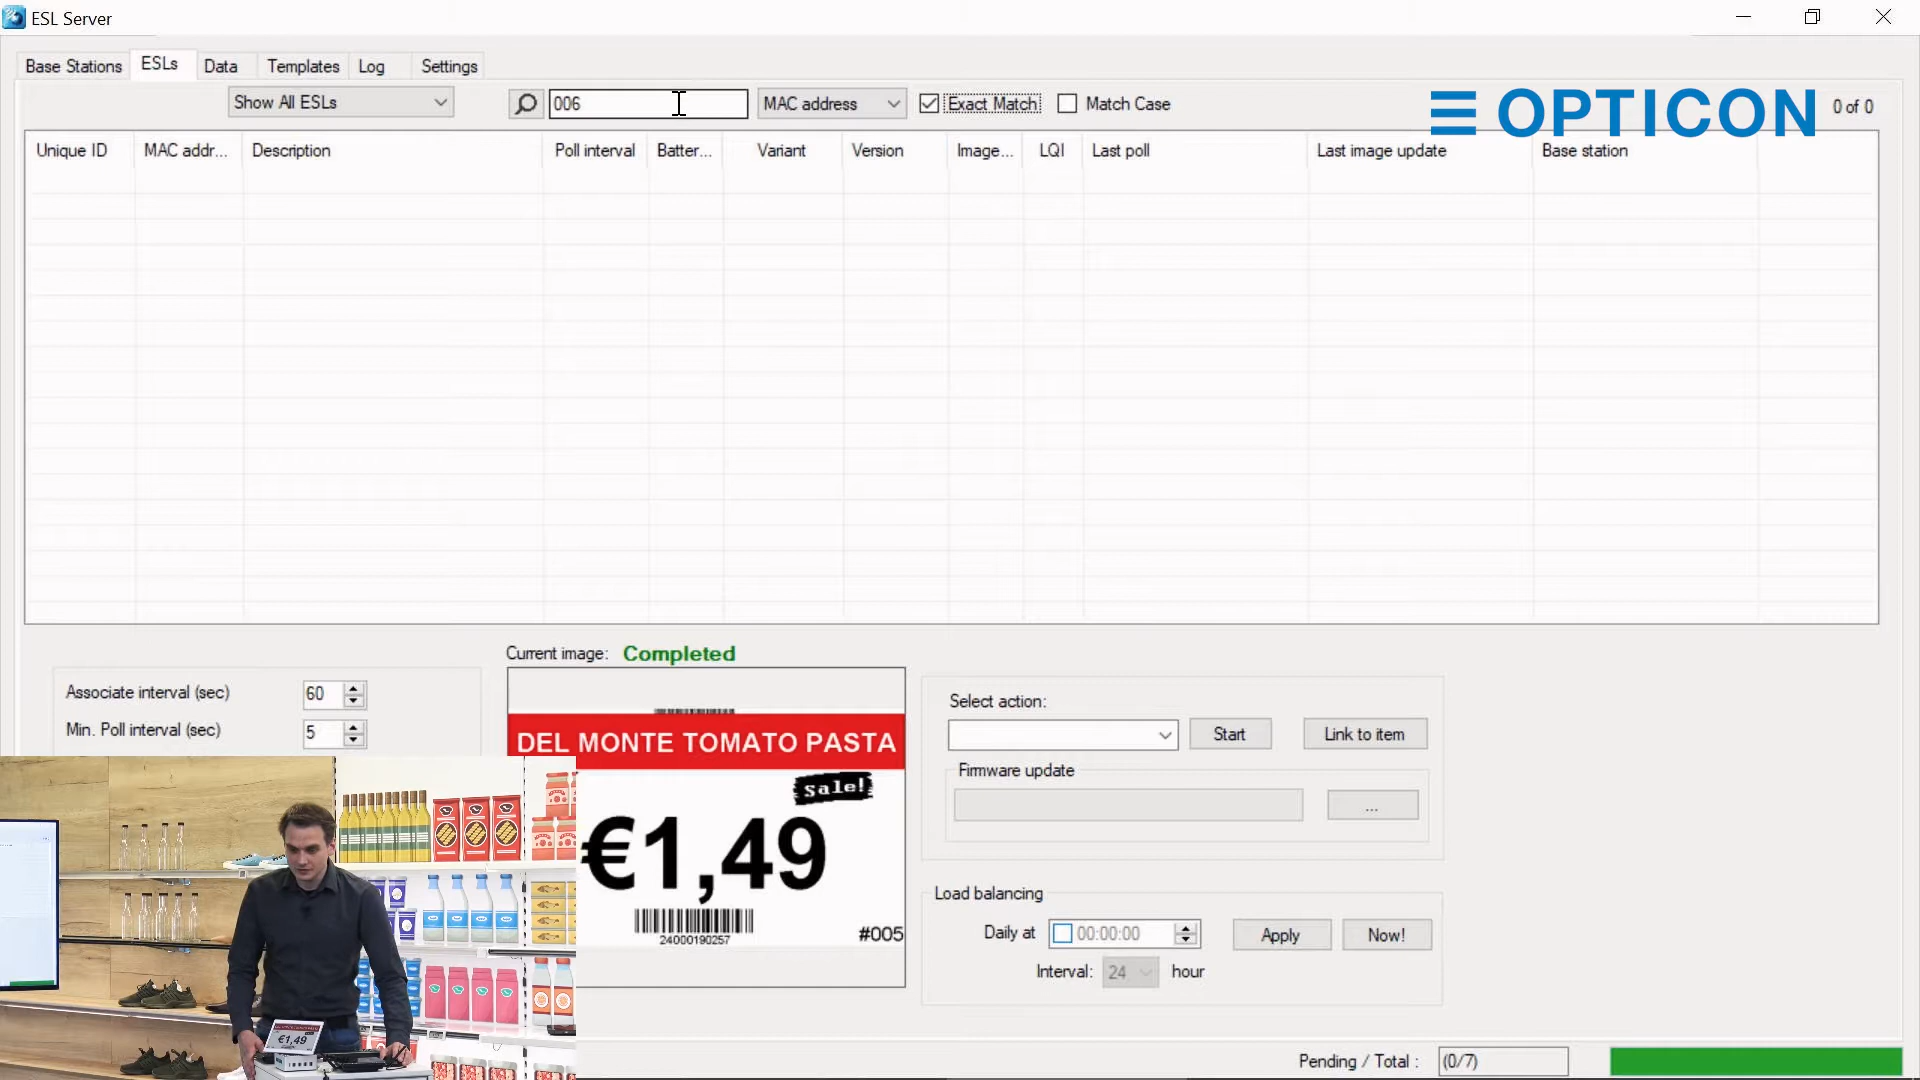 ESL Server
Base Stations ESLs Data Templates Log Settings
Show All ESLs 006 MAC address Exact Match Match Case OPTICON 0 of 0
Unique ID MAC addr... Description Poll interval Batter... Variant Version Image... LQI Last poll Last image update Base station
Current image: Completed
Associate interval (sec) 60
Min. Poll interval (sec) 5
DEL MONTE TOMATO PASTA
Sale!
€1,49
24000190257
#005
Select action:
Start Link to item
Firmware update
...
Load balancing
Daily at 00:00:00 Apply Now!
Interval: 24 hour
€1,49
Pending / Total : (0/7)